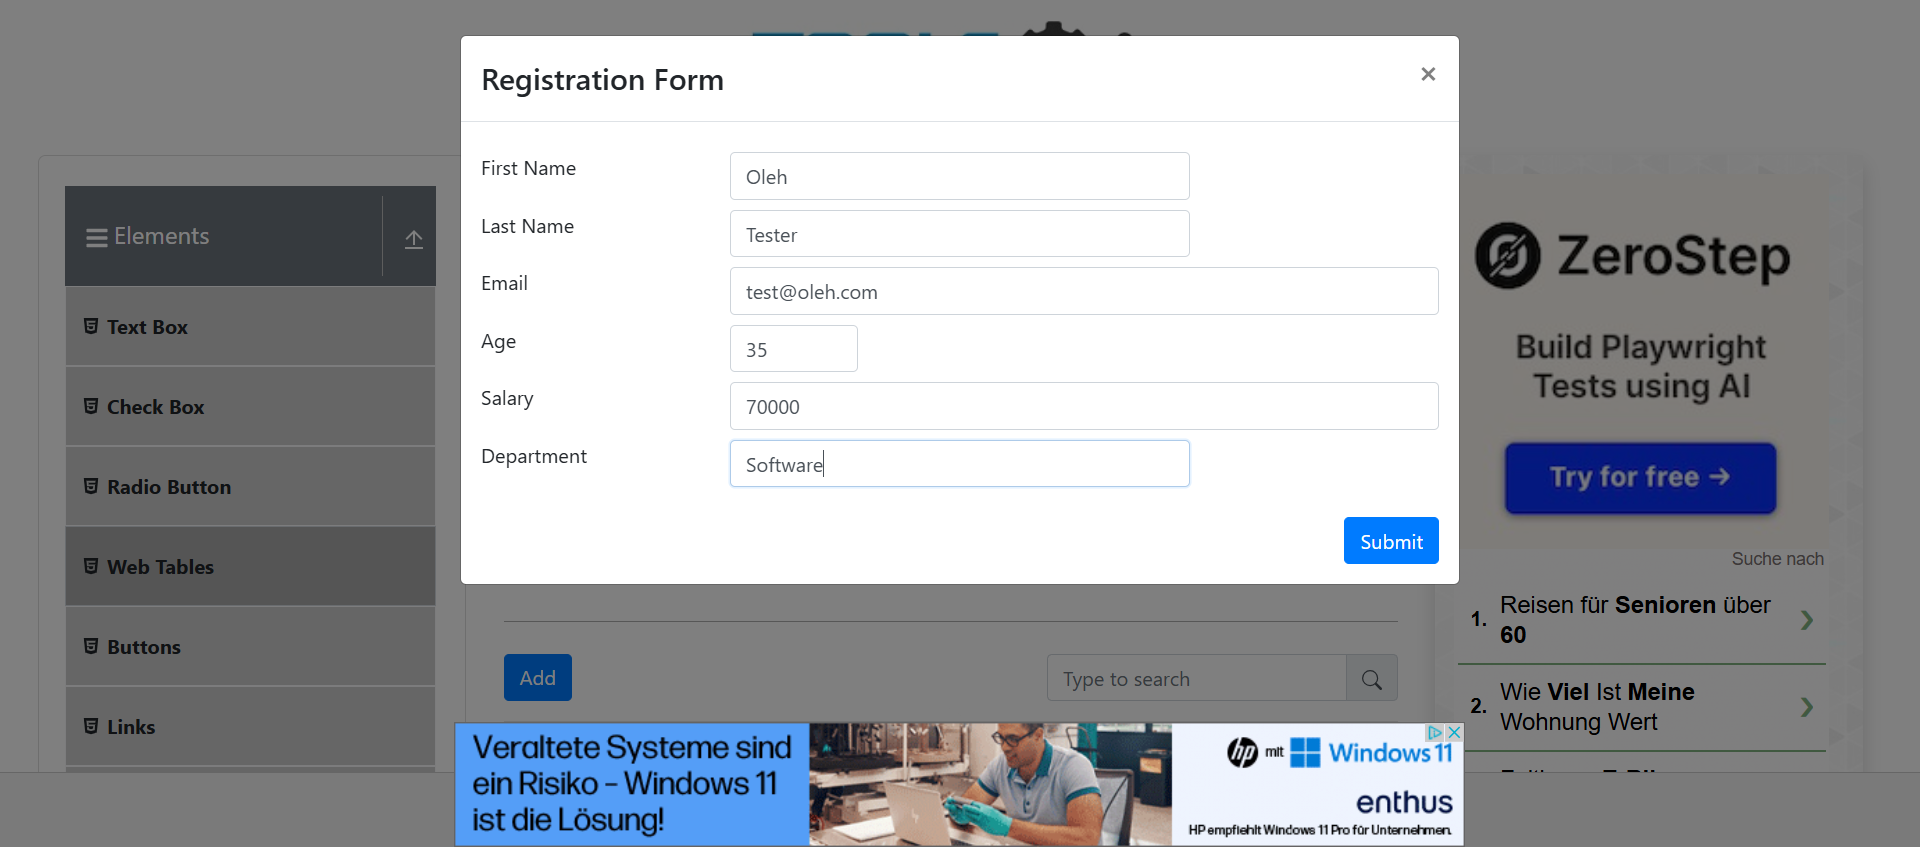 Registration Form
×
First Name
Oleh
Last Name
Tester
Email
test@oleh.com
Age
35
Salary
70000
Department
Software
Submit
Elements
Text Box
Check Box
Radio Button
Web Tables
Buttons
Links
Add
Type to search
ZeroStep
Build Playwright
Tests using AI
Try for free →
Suche nach
1. Reisen für Senioren über
60
2. Wie Viel Ist Meine
Wohnung Wert
Veraltete Systeme sind
ein Risiko – Windows 11
ist die Lösung!
hp mit Windows 11
enthus
HP empfiehlt Windows 11 Pro für Unternehmen.